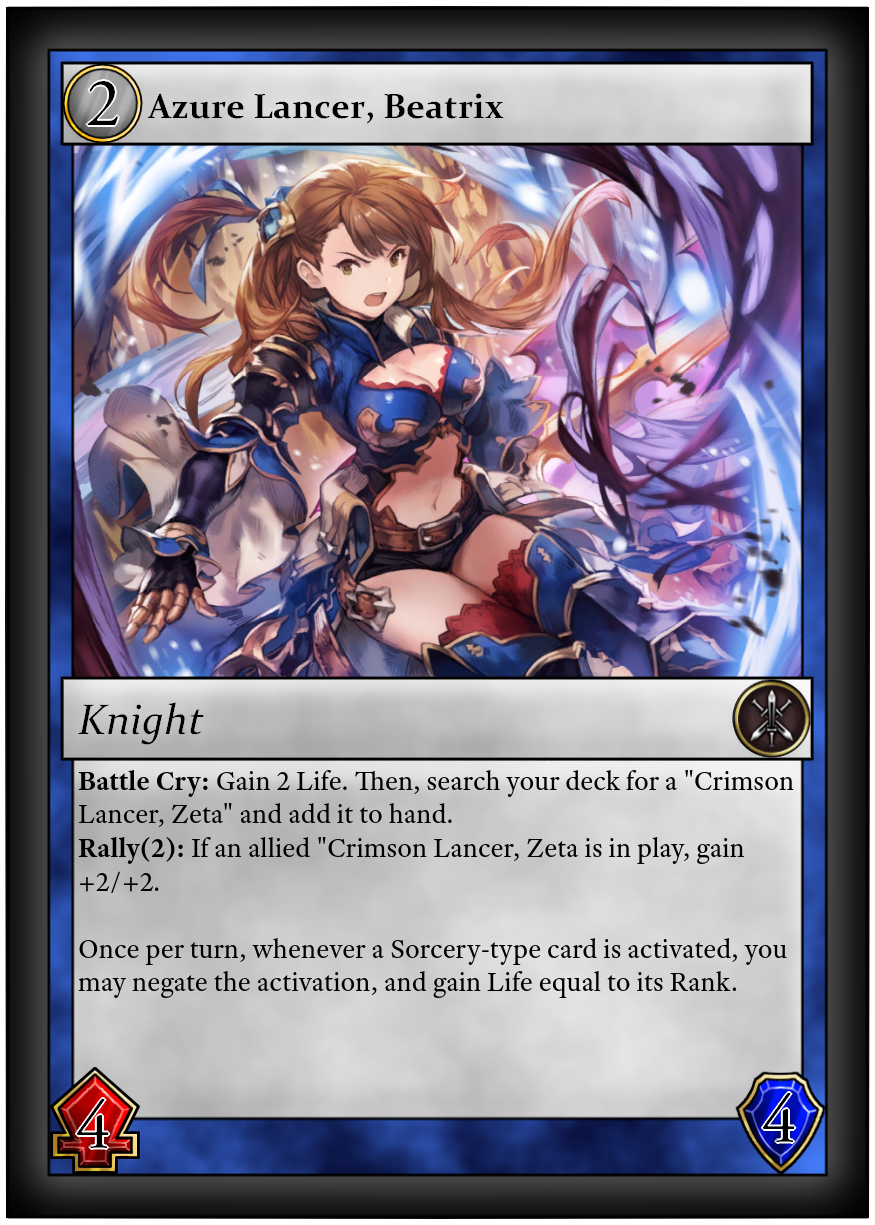 2
Azure Lancer, Beatrix
Knight
Battle Cry: Gain 2 Life. Then, search your deck for a "Crimson
Lancer, Zeta" and add it to hand.
Rally(2): If an allied "Crimson Lancer, Zeta is in play, gain
+2/+2.
Once per turn, whenever a Sorcery-type card is activated, you
may negate the activation, and gain Life equal to its Rank.
4
4